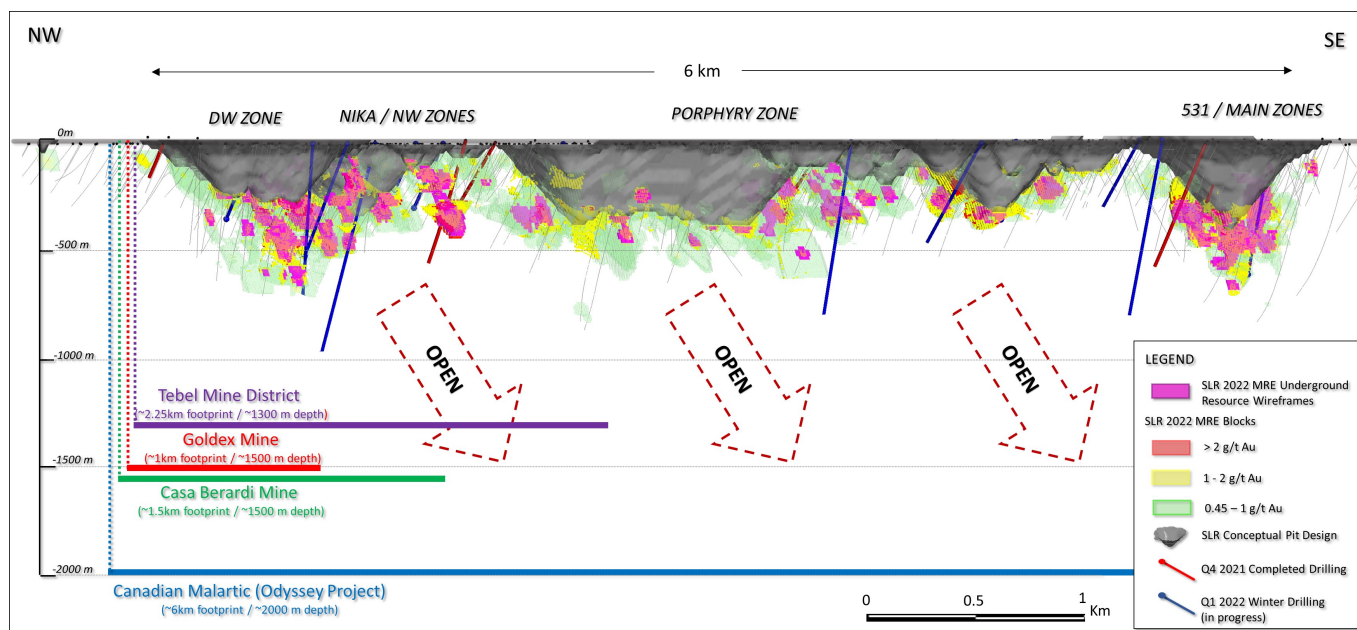 NW
SE
6 km
DW ZONE
NIKA / NW ZONES
PORPHYRY ZONE
531 / MAIN ZONES
0m
-500 m
-1000 m
-1500 m
-2000 m
OPEN
OPEN
OPEN
Tebel Mine District
(~2.25km footprint / ~1300 m depth)
Goldex Mine
(~1km footprint / ~1500 m depth)
Casa Berardi Mine
(~1.5km footprint / ~1500 m depth)
Canadian Malartic (Odyssey Project)
(~6km footprint / ~2000 m depth)
0
0.5
1
Km
LEGEND
SLR 2022 MRE Underground
Resource Wireframes
SLR 2022 MRE Blocks
> 2 g/t Au
1 - 2 g/t Au
0.45 – 1 g/t Au
SLR Conceptual Pit Design
Q4 2021 Completed Drilling
Q1 2022 Winter Drilling
(in progress)